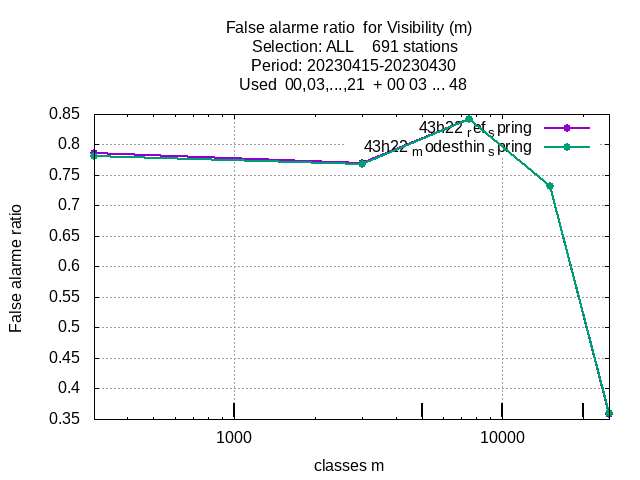 False alarme ratio  for Visibility (m)
Selection: ALL    691 stations
Period: 20230415-20230430
Used  00,03,...,21  + 00 03 ... 48
43h22_ref_spring
43h22_modesthin_spring
False alarme ratio
0.85
0.8
0.75
0.7
0.65
0.6
0.55
0.5
0.45
0.4
0.35
1000
10000
classes m